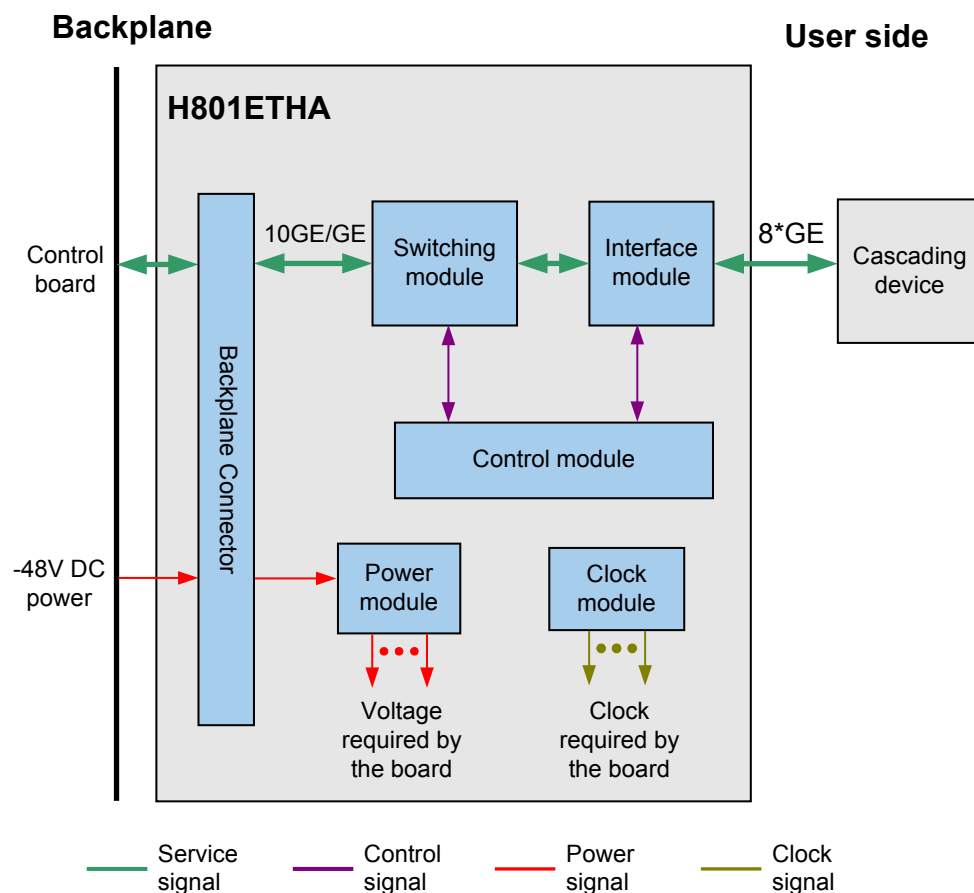 Backplane
User side
H801ETHA
Control
board
10GE/GE
Switching
module
Interface
module
8*GE
Cascading
device
Backplane Connector
Control module
-48V DC
power
Power
module
Clock
module
Voltage
required by
the board
Clock
required by
the board
Service
signal
Control
signal
Power
signal
Clock
signal